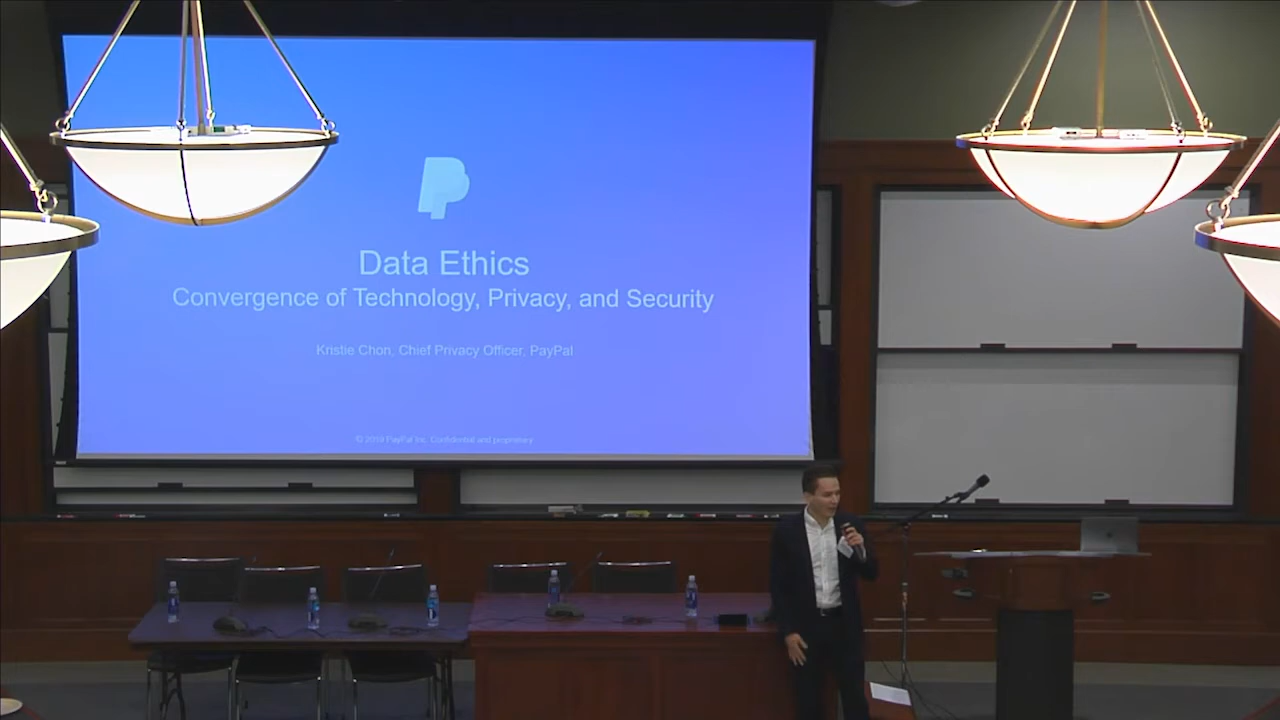 Data Ethics
Convergence of Technology, Privacy, and Security
Kristie Chon, Chief Privacy Officer, PayPal
© 2019 PayPal Inc. Confidential and proprietary.